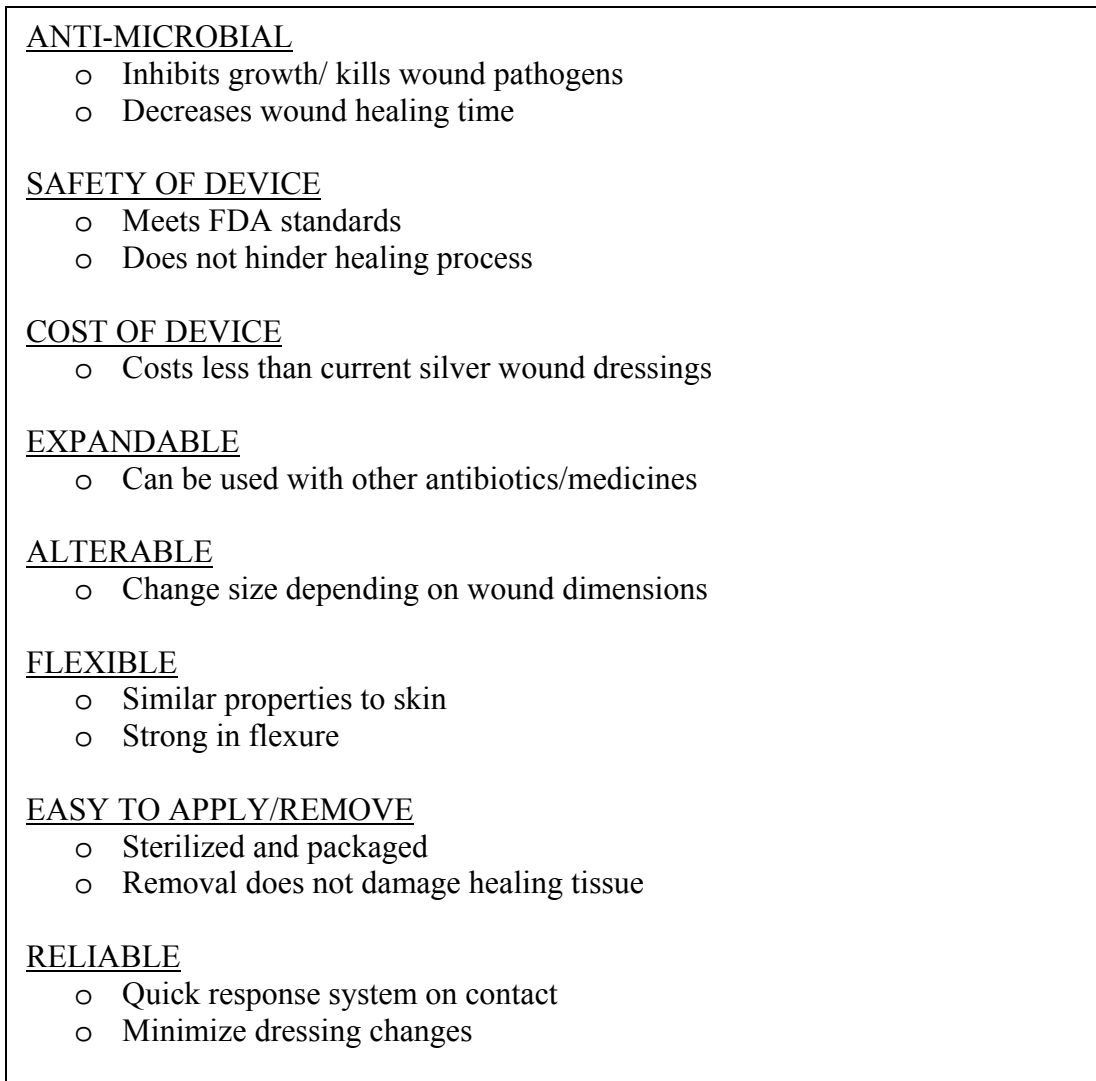 ANTI-MICROBIAL
o Inhibits growth/ kills wound pathogens
o Decreases wound healing time
SAFETY OF DEVICE
o Meets FDA standards
o Does not hinder healing process
COST OF DEVICE
o Costs less than current silver wound dressings
EXPANDABLE
o Can be used with other antibiotics/medicines
ALTERABLE
o Change size depending on wound dimensions
FLEXIBLE
o Similar properties to skin
o Strong in flexure
EASY TO APPLY/REMOVE
o Sterilized and packaged
o Removal does not damage healing tissue
RELIABLE
o Quick response system on contact
o Minimize dressing changes